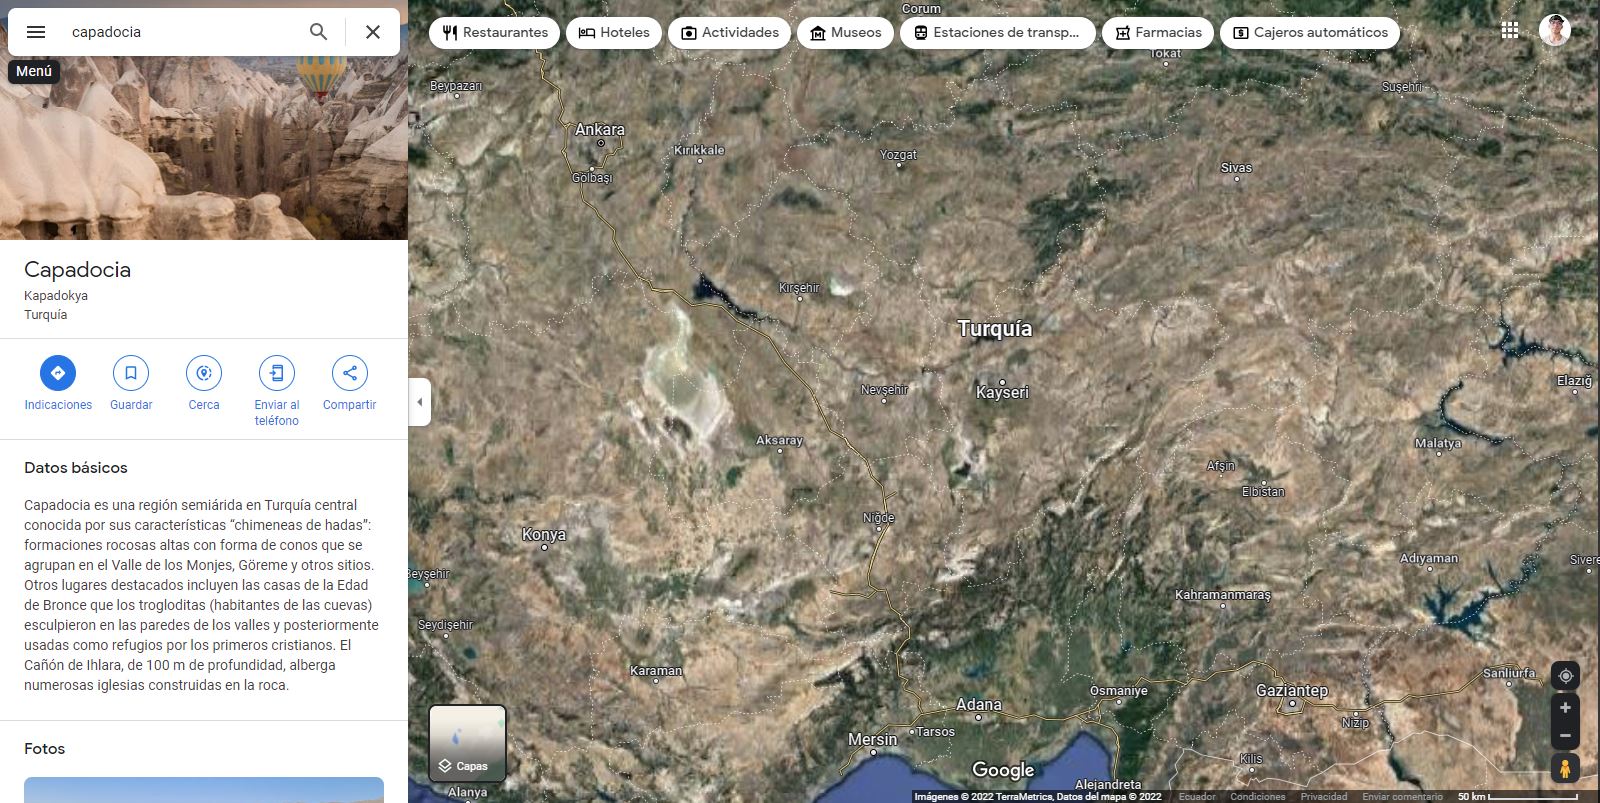 capadocia
Menú
Capadocia
Kapadokya
Turquía
Indicaciones
Guardar
Cerca
Enviar al
teléfono
Compartir
Datos básicos
Capadocia es una región semiárida en Turquía central
conocida por sus características “chimeneas de hadas”:
formaciones rocosas altas con forma de conos que se
agrupan en el Valle de los Monjes, Göreme y otros sitios.
Otros lugares destacados incluyen las casas de la Edad
de Bronce que los trogloditas (habitantes de las cuevas)
esculpieron en las paredes de los valles y posteriormente
usadas como refugios por los primeros cristianos. El
Cañón de Ihlara, de 100 m de profundidad, alberga
numerosas iglesias construidas en la roca.
Fotos
Restaurantes
Hoteles
Actividades
Museos
Estaciones de transp...
Farmacias
Cajeros automáticos
Çorum
Tokat
Beypazarı
Suşehri
Ankara
Kırıkkale
Yozgat
Sivas
Gölbaşı
Kırşehir
Turquía
Nevşehir
Kayseri
Elazığ
Aksaray
Malatya
Afşin
Elbistan
Niğde
Konya
Beyşehir
Adıyaman
Sivere
Kahramanmaraş
Seydişehir
Karaman
Osmaniye
Gaziantep
Şanlıurfa
Adana
Nizip
Mersin
Tarsos
Kilis
Capas
Google
Alejandreta
Alanya
Imágenes © 2022 TerraMetrics, Datos del mapa © 2022
Ecuador
Condiciones
Privacidad
Enviar comentario
50 km